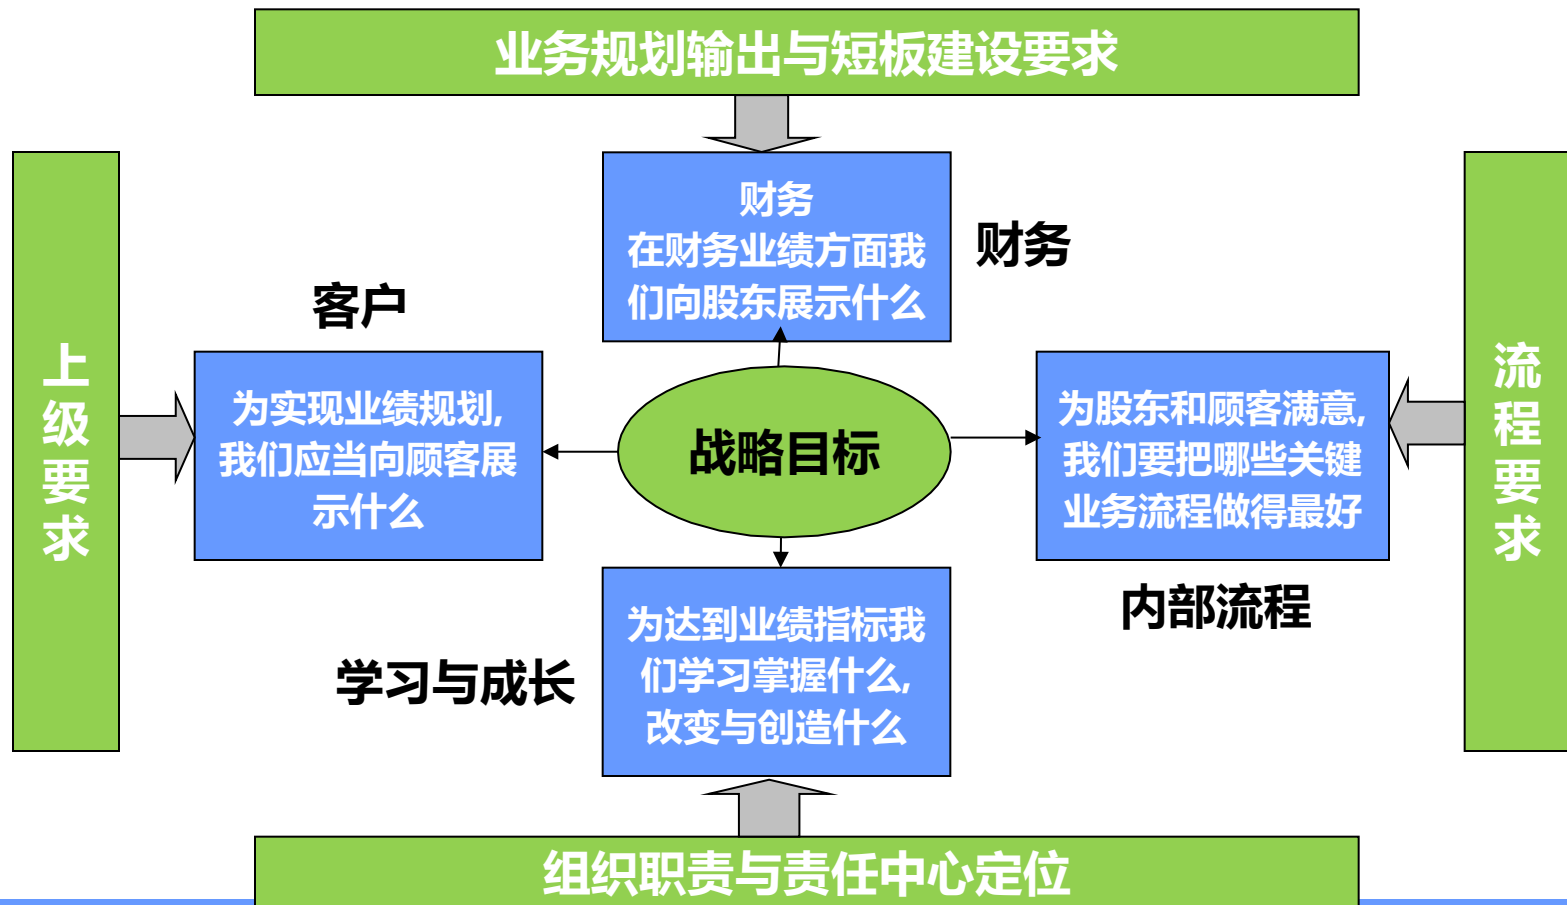 业务规划输出与短板建设要求
财务
在财务业绩方面我
们向股东展示什么
财务
客户
上级要求
为实现业绩规划,
我们应当向顾客展
示什么
战略目标
为股东和顾客满意,
我们要把哪些关键
业务流程做得最好
流程要求
内部流程
为达到业绩指标我
们学习掌握什么,
改变与创造什么
学习与成长
组织职责与责任中心定位